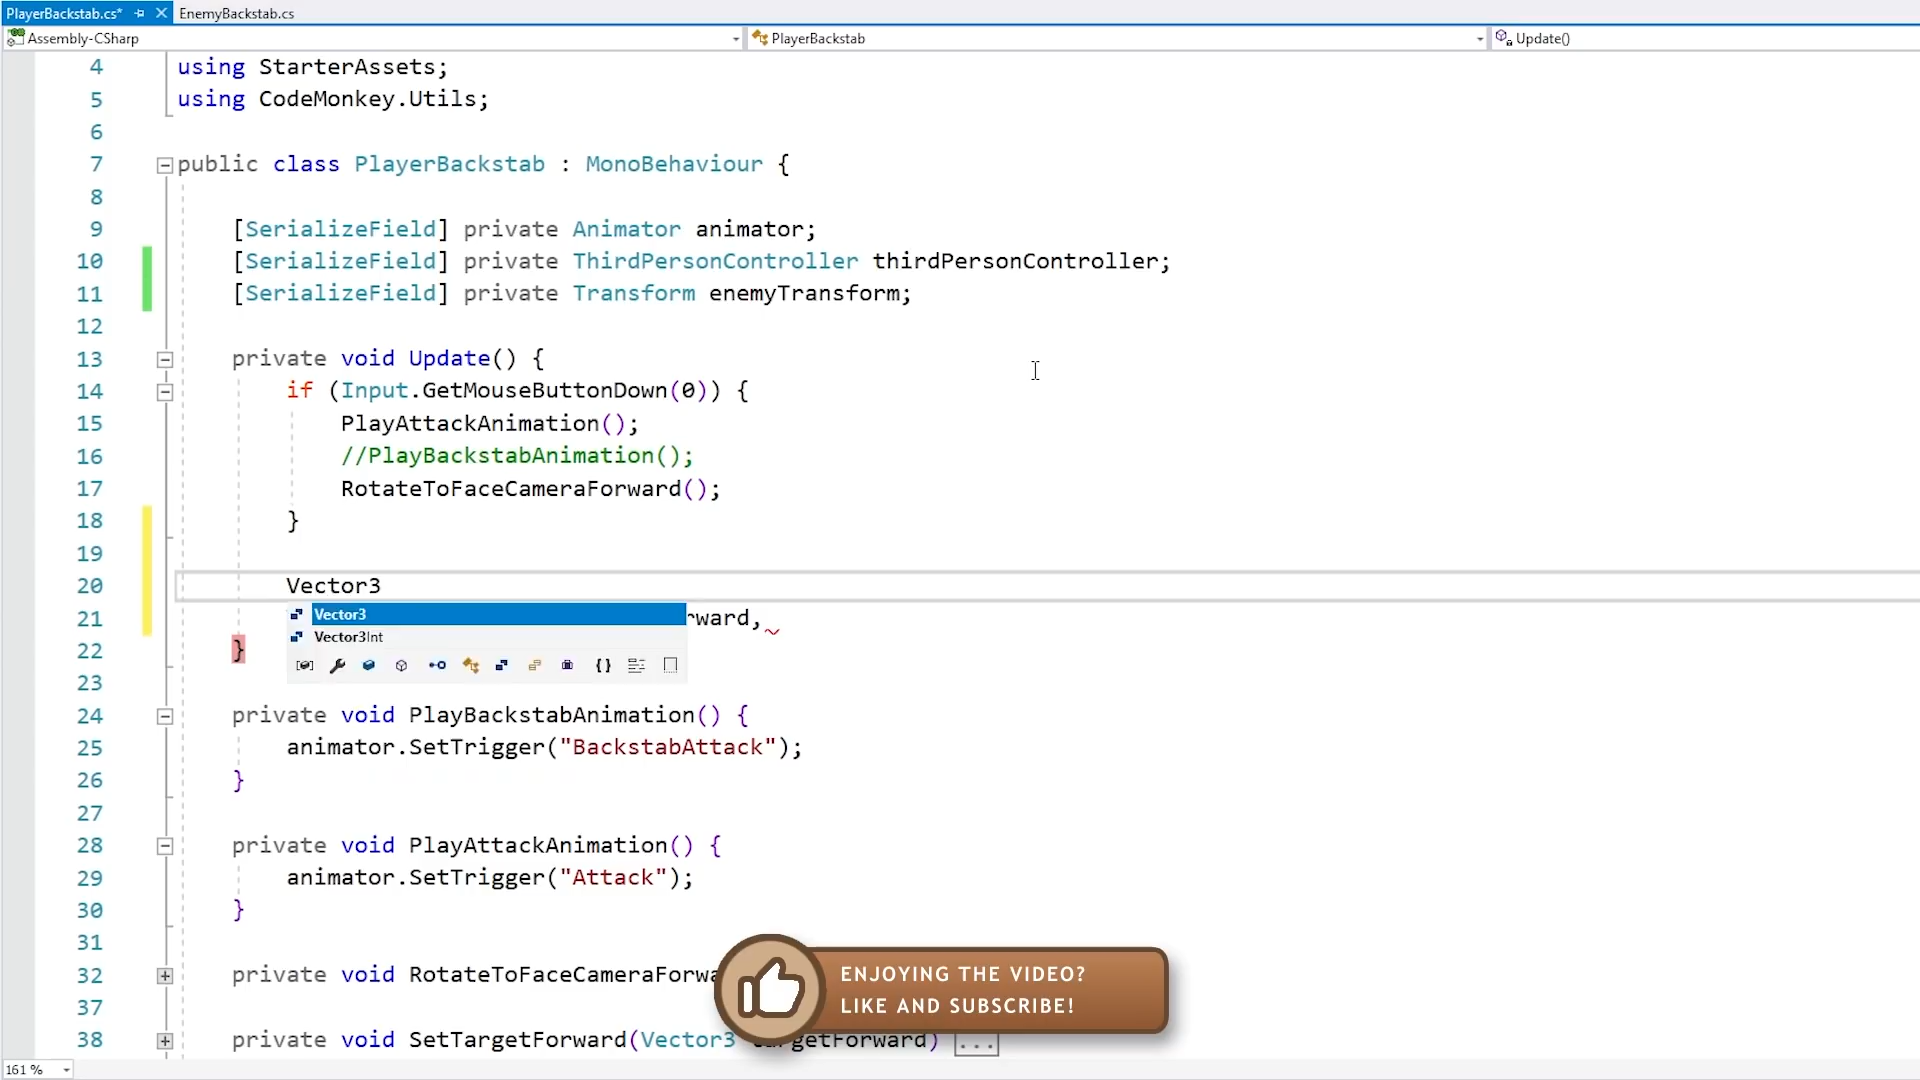 PlayerBackstab.cs* EnemyBackstab.cs
Assembly-CSharp PlayerBackstab Update()
4 using StarterAssets;
5 using CodeMonkey.Utils;
6
7 public class PlayerBackstab : MonoBehaviour {
8
9 [SerializeField] private Animator animator;
10 [SerializeField] private ThirdPersonController thirdPersonController;
11 [SerializeField] private Transform enemyTransform;
12
13 private void Update() {
14 if (Input.GetMouseButtonDown(0)) {
15 PlayAttackAnimation();
16 //PlayBackstabAnimation();
17 RotateToFaceCameraForward();
18 }
19
20 Vector3
21 Vector3 rward,
Vector3Int
22 }
23
24 private void PlayBackstabAnimation() {
25 animator.SetTrigger("BackstabAttack");
26 }
27
28 private void PlayAttackAnimation() {
29 animator.SetTrigger("Attack");
30 }
31
32 private void RotateToFaceCameraForwa
ENJOYING THE VIDEO?
37
LIKE AND SUBSCRIBE!
38 private void SetTargetForward(Vector3 targetForward) ...
161 %